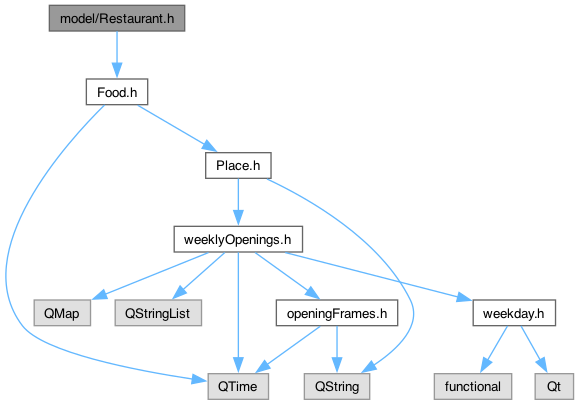 model/Restaurant.h
Food.h
Place.h
weeklyOpenings.h
QMap
QStringList
openingFrames.h
weekday.h
QTime
QString
functional
Qt